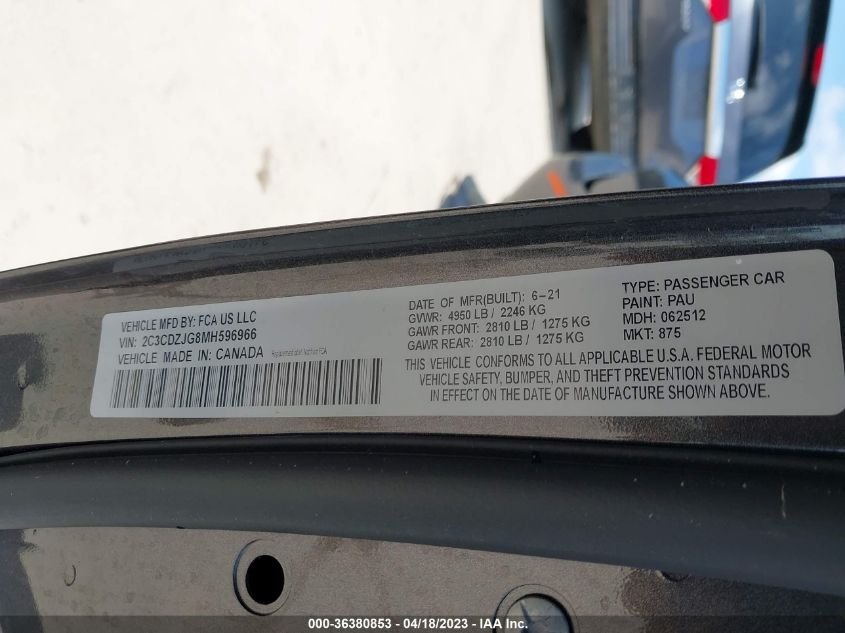 VEHICLE MFD BY: FCA US LLC
VIN: 2C3CDZJG8MH596966
VEHICLE MADE IN: CANADA
DATE OF MFR(BUILT): 6-21
GVWR: 4950 LB / 2246 KG
GAWR FRONT: 2810 LB / 1275 KG
GAWR REAR: 2810 LB / 1275 KG
TYPE: PASSENGER CAR
PAINT: PAU
MDH: 062512
MKT: 875
THIS VEHICLE CONFORMS TO ALL APPLICABLE U.S.A. FEDERAL MOTOR
VEHICLE SAFETY, BUMPER, AND THEFT PREVENTION STANDARDS
IN EFFECT ON THE DATE OF MANUFACTURE SHOWN ABOVE.
000-36380853 - 04/18/2023 - IAA Inc.